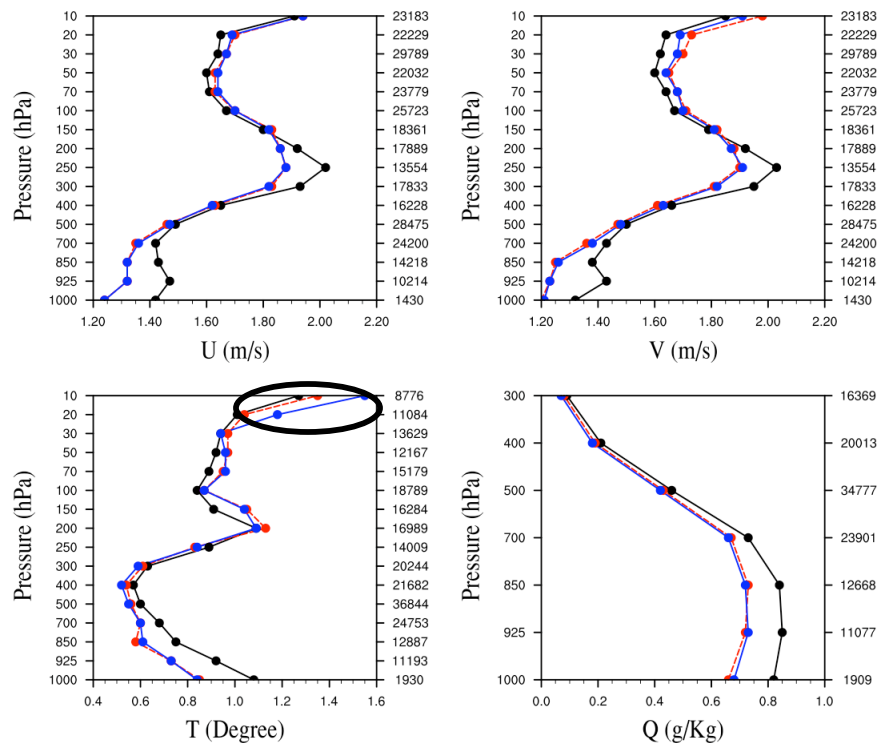 10 23183 10 23183
20 22229 20 22229
30 29789 30 29789
50 22032 50 22032
70 23779 70 23779
100 25723 100 25723
150 18361 150 18361
200 17889 200 17889
250 13554 250 13554
300 17833 300 17833
400 16228 400 16228
500 28475 500 28475
700 24200 700 24200
850 14218 850 14218
925 10214 925 10214
1000 1430 1000 1430
Pressure (hPa) Pressure (hPa)
1.20 1.40 1.60 1.80 2.00 2.20 1.20 1.40 1.60 1.80 2.00 2.20
U (m/s) V (m/s)
10 8776 300 16369
20 11084
30 13629
50 12167 400 20013
70 15179
100 18789 500 34777
150 16284
200 16989 700 23901
250 14009
300 20244
400 21682 850 12668
500 36844
700 24753 925 11077
850 12887
925 11193
1000 1930 1000 1909
Pressure (hPa) Pressure (hPa)
0.4 0.6 0.8 1.0 1.2 1.4 1.6 0.0 0.2 0.4 0.6 0.8 1.0
T (Degree) Q (g/Kg)